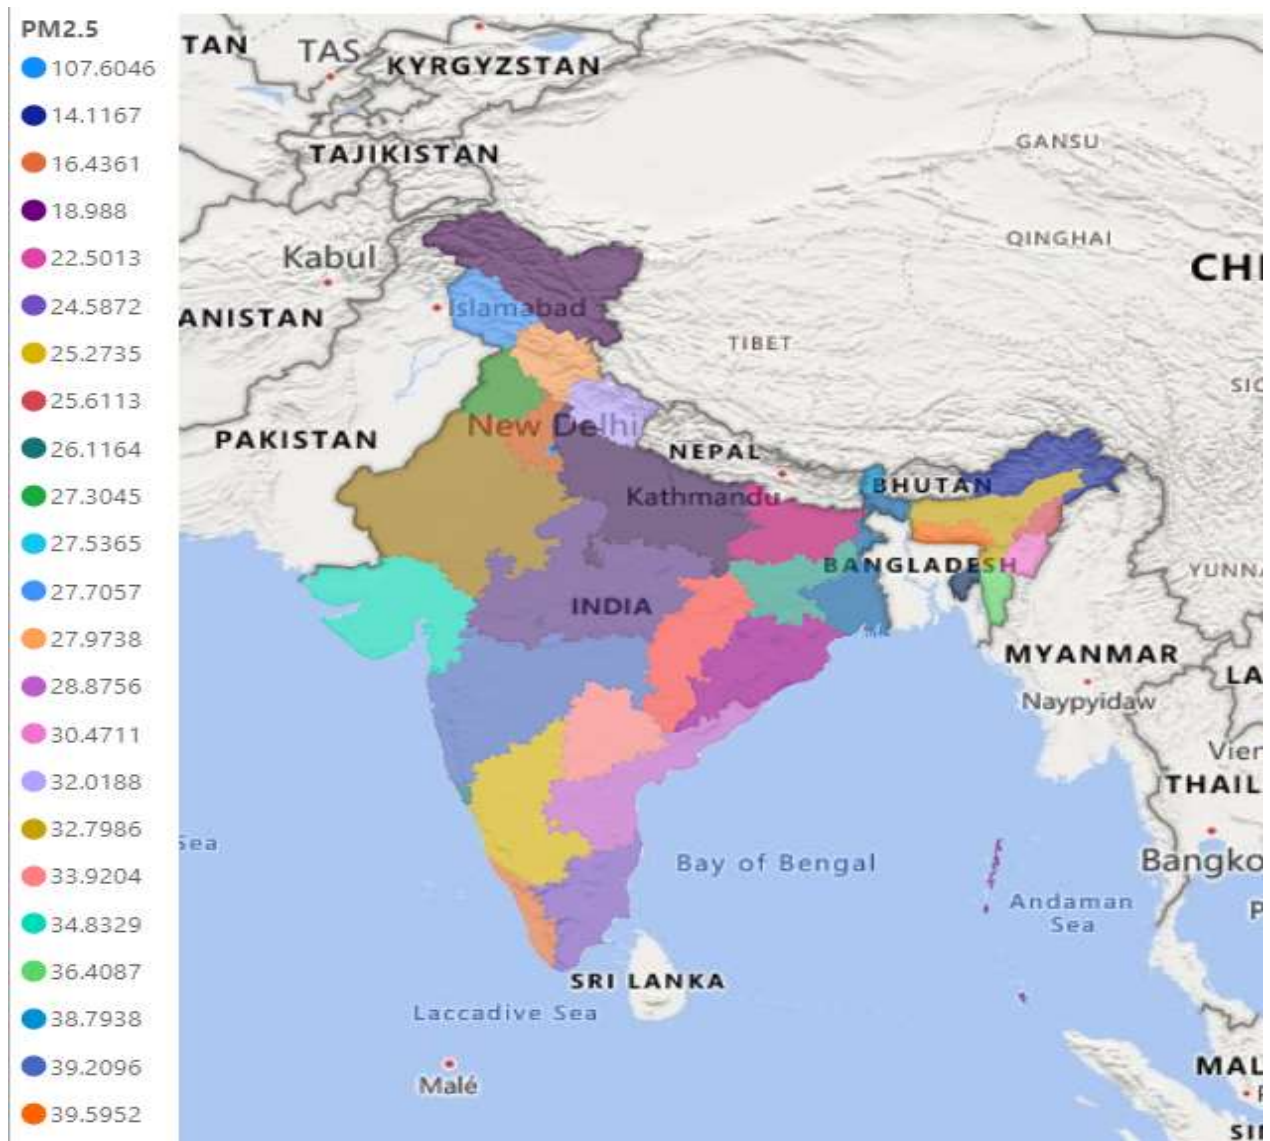 PM2.5
107.6046
14.1167
16.4361
18.988
22.5013
24.5872
25.2735
25.6113
26.1164
27.3045
27.5365
27.7057
27.9738
28.8756
30.4711
32.0188
32.7986
33.9204
34.8329
36.4087
38.7938
39.2096
39.5952
TAN
TAS
KYRGYZSTAN
GANSU
TAJIKISTAN
QINGHAI
Kabul
CHI
Islamabad
ANISTAN
TIBET
SIC
New Delhi
PAKISTAN
NEPAL
BHUTAN
Kathmandu
BANGLADESH
YUNNA
INDIA
MYANMAR
LA
Naypyidaw
Vien
THAIL
Sea
Bay of Bengal
Bangko
Andaman
Sea
P
SRI LANKA
Laccadive Sea
MAL
Malé
SI